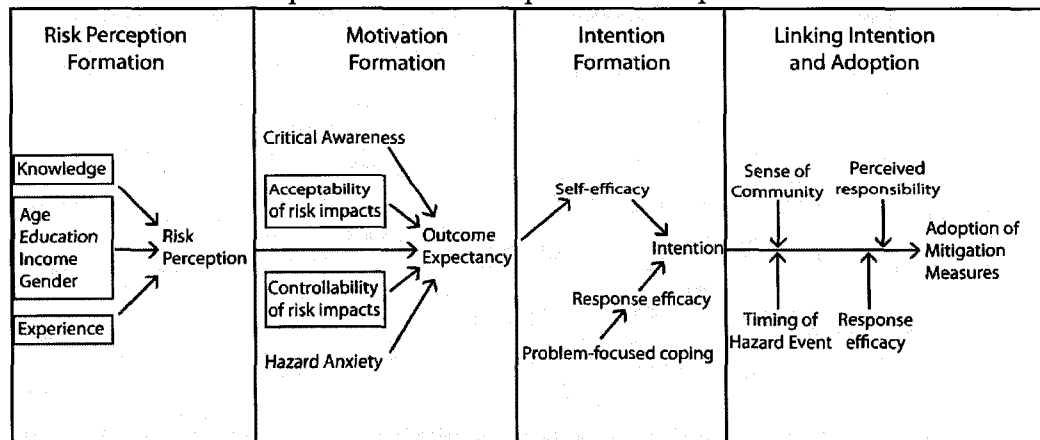 Risk Perception
Formation
Knowledge
Age
Education
Income
Gender
Experience
Risk
Perception
Motivation
Formation
Critical Awareness
Acceptability
of risk impacts
Controllability
of risk impacts
Hazard Anxiety
Outcome
Expectancy
Intention
Formation
Self-efficacy
Intention
Response efficacy
Problem-focused coping
Linking Intention
and Adoption
Sense of
Community
Perceived
responsibility
Timing of
Hazard Event
Response
efficacy
Adoption of
Mitigation
Measures